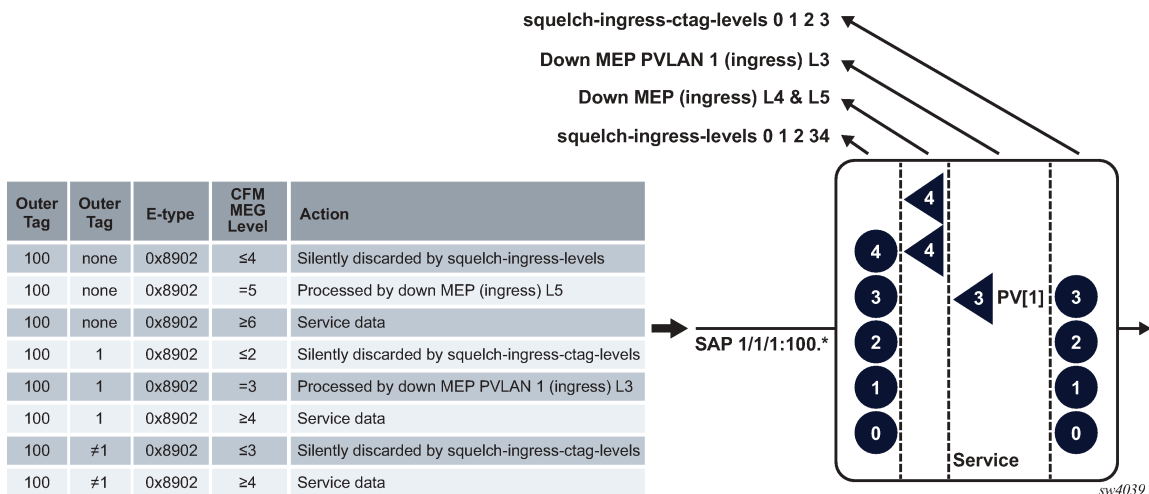 squelch-ingress-ctag-levels 0 1 2 3
Down MEP PVLAN 1 (ingress) L3
Down MEP (ingress) L4 & L5
squelch-ingress-levels 0 1 2 34
Outer Tag Outer Tag E-type CFM MEG Level Action
100 none 0x8902 ≤4 Silently discarded by squelch-ingress-levels
100 none 0x8902 =5 Processed by down MEP (ingress) L5
100 none 0x8902 ≥6 Service data
100 1 0x8902 ≤2 Silently discarded by squelch-ingress-ctag-levels
100 1 0x8902 =3 Processed by down MEP PVLAN 1 (ingress) L3
100 1 0x8902 ≥4 Service data
100 ≠1 0x8902 ≤3 Silently discarded by squelch-ingress-ctag-levels
100 ≠1 0x8902 ≥4 Service data
SAP 1/1/1:100.*
4
4 4
3 3 PV[1] 3
2 2
1 1
0 0
Service
sw4039